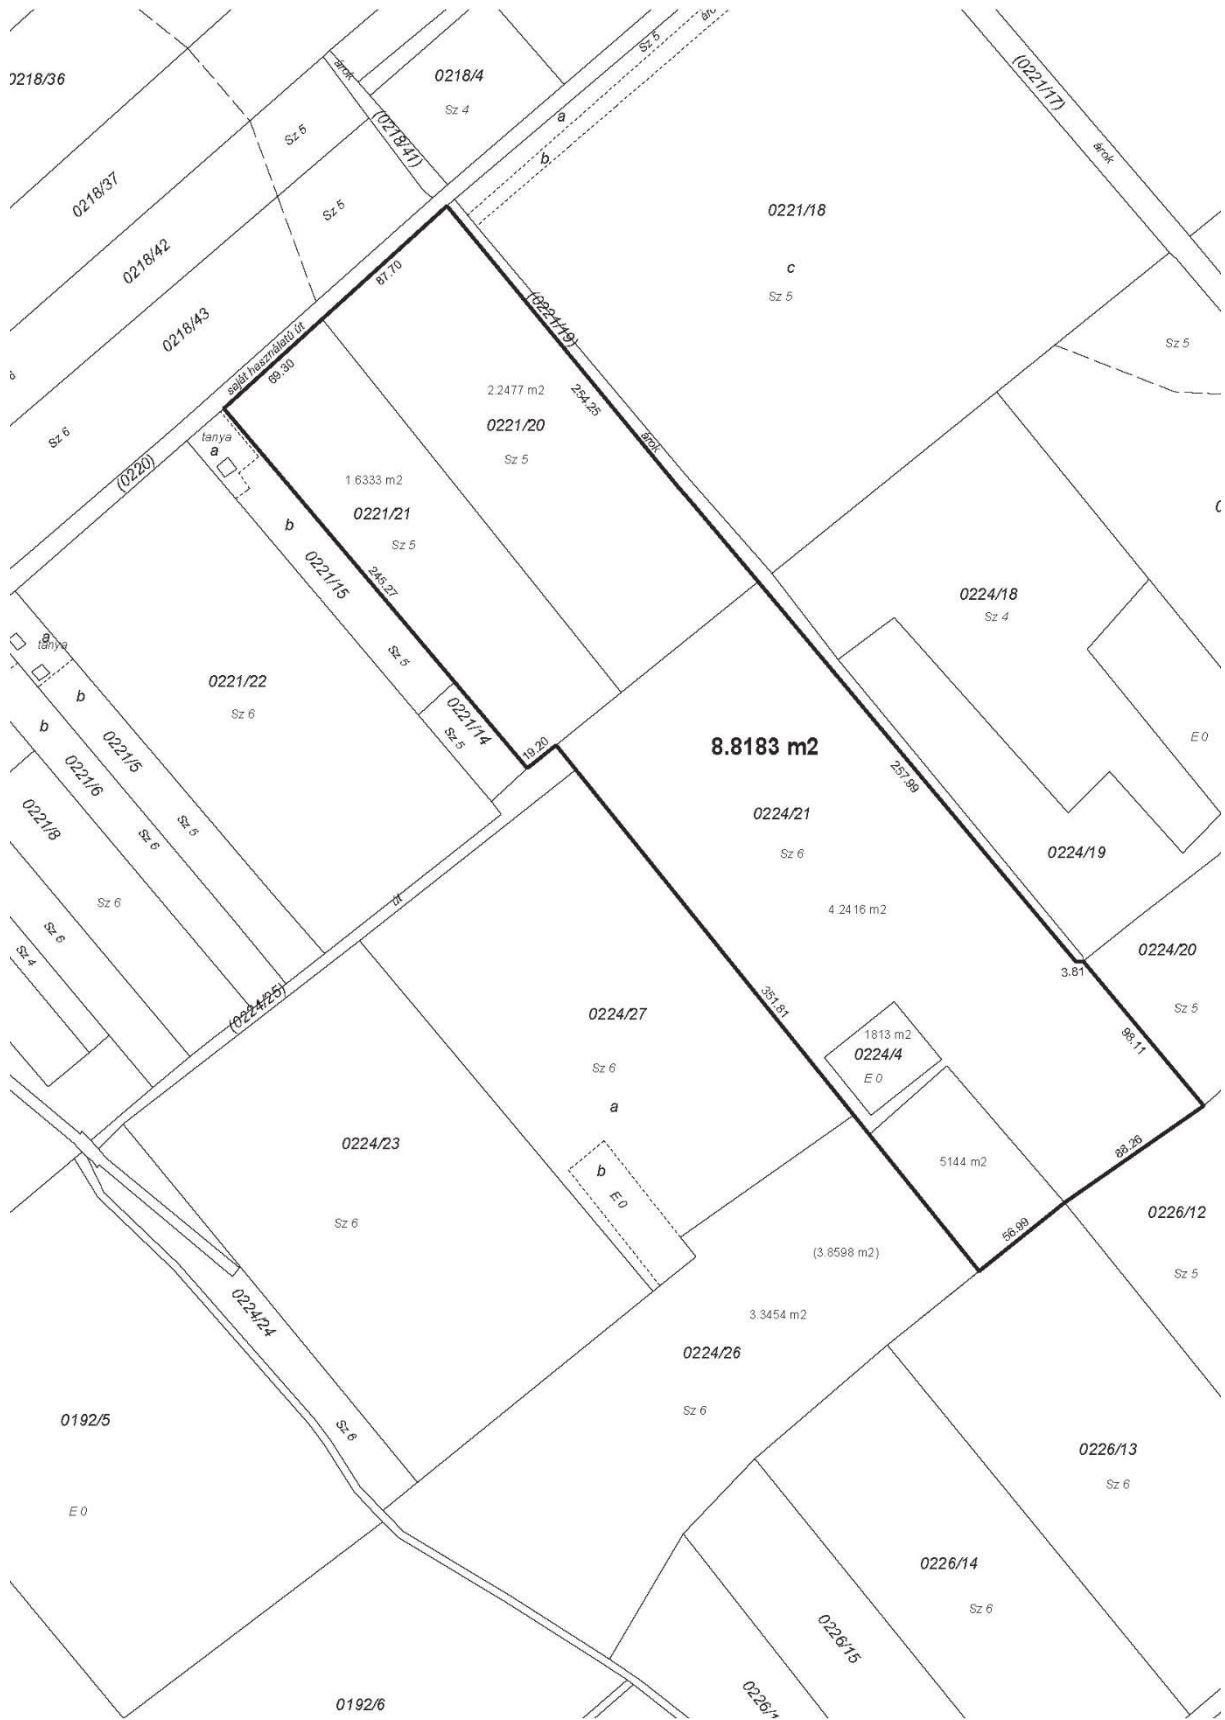 0218/36
árok
0218/4
Sz 4
Sz 5
(0221/17)
árok
Sz 5
(0218/41)
a
b
0218/37
Sz 5
0221/18
0218/42
c
Sz 5
87.70
0218/43
(0221/19)
saját használatú út
69.30
Sz 5
2.2477 m2
254.25
0221/20
Sz 5
árok
Sz 6
tanya
a
(0220)
1.6333 m2
0221/21
Sz 5
b
0221/15
245.27
0224/18
Sz 4
a
tanya
Sz 5
0221/22
Sz 6
b
b
0221/14
Sz 5
0221/5
0221/6
19.20
8.8183 m2
E 0
257.99
0221/8
Sz 5
Sz 6
0224/21
Sz 6
0224/19
Sz 6
út
4.2416 m2
Sz 6
Sz 4
0224/20
3.81
(0224/25)
351.81
0224/27
Sz 5
1813 m2
0224/4
E 0
98.11
Sz 6
a
0224/23
5144 m2
88.26
b
E 0
Sz 6
0226/12
56.99
(3.8598 m2)
Sz 5
0224/24
3.3454 m2
0224/26
Sz 6
0192/5
Sz 6
0226/13
Sz 6
E 0
0226/14
Sz 6
0226/15
0192/6